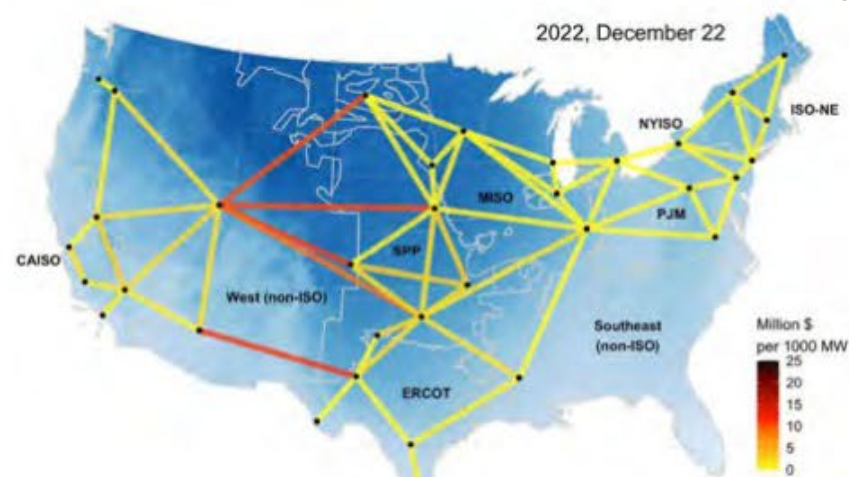 2022, December 22
ISO-NE
NYISO
MISO
PJM
CAISO
SPP
West (non-ISO)
Southeast
(non-ISO)
ERCOT
Million $
per 1000 MW
25
20
15
10
5
0